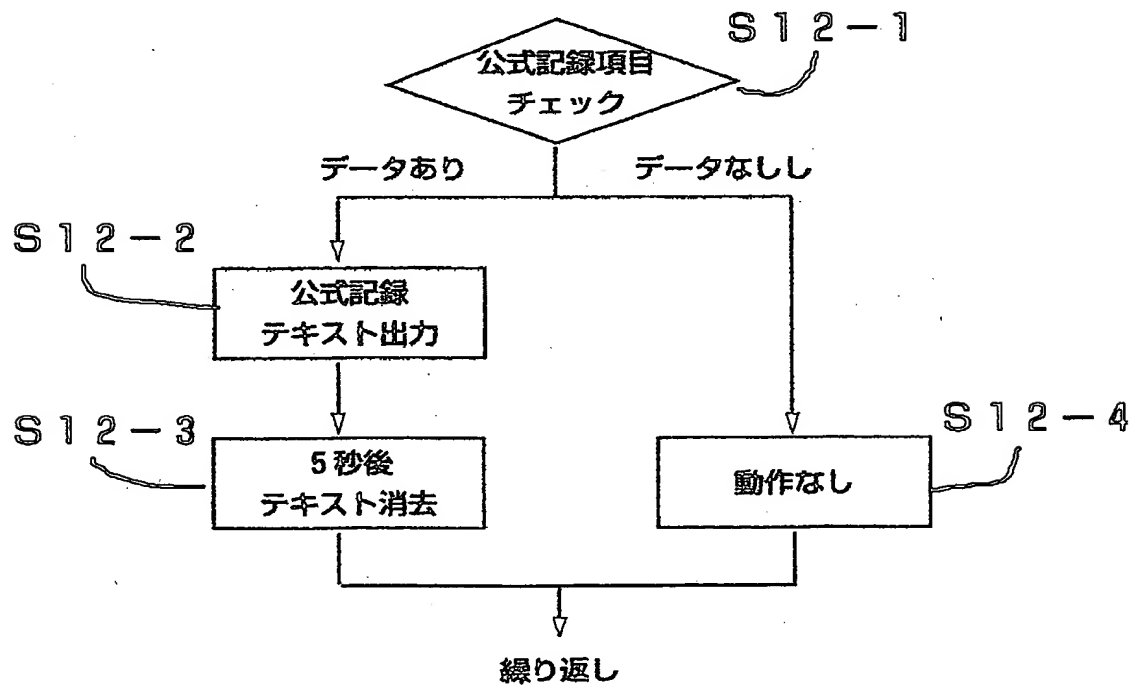 S12-1
公式記録項目
チェック
データあり
データなしし
S12-2
公式記録
テキスト出力
S12-3
5秒後
テキスト消去
S12-4
動作なし
繰り返し